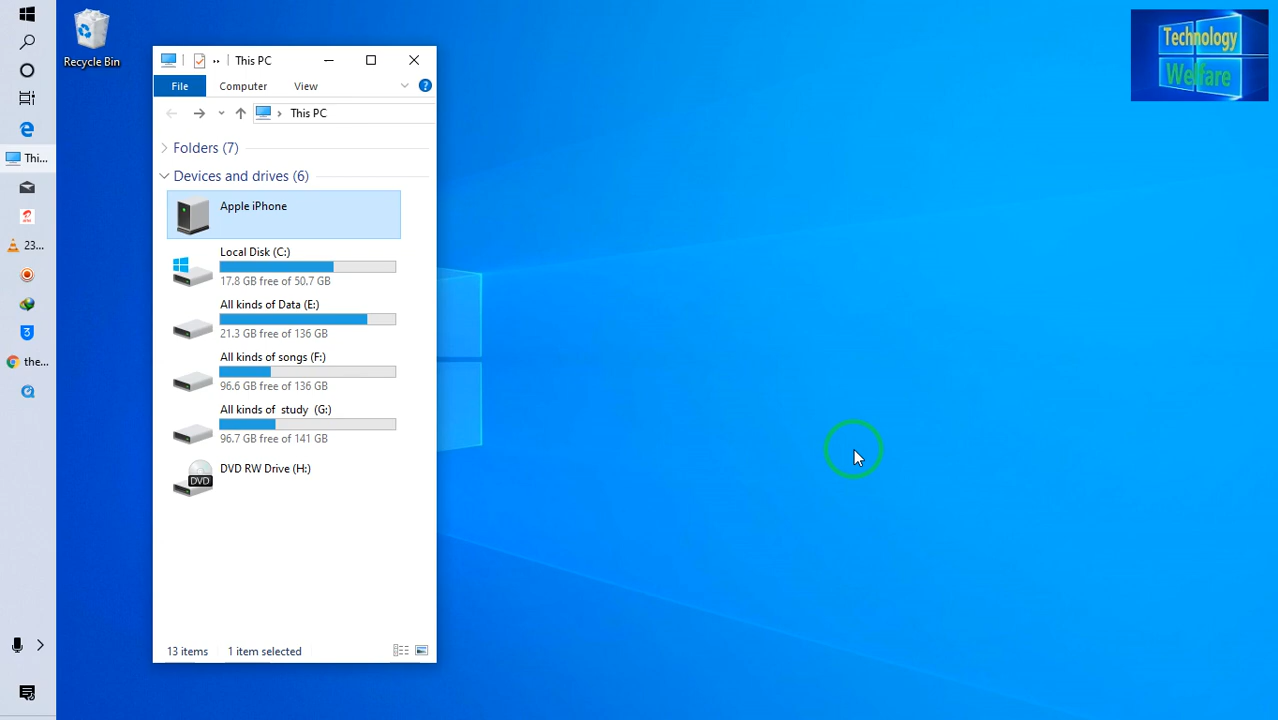 Recycle Bin
Technology
Welfare
This PC
File
Computer
View
?
This PC
Folders (7)
Devices and drives (6)
Apple iPhone
Local Disk (C:)
17.8 GB free of 50.7 GB
All kinds of Data (E:)
21.3 GB free of 136 GB
All kinds of songs (F:)
96.6 GB free of 136 GB
All kinds of  study  (G:)
96.7 GB free of 141 GB
DVD RW Drive (H:)
DVD
13 items
1 item selected
Thi...
23...
3
the...